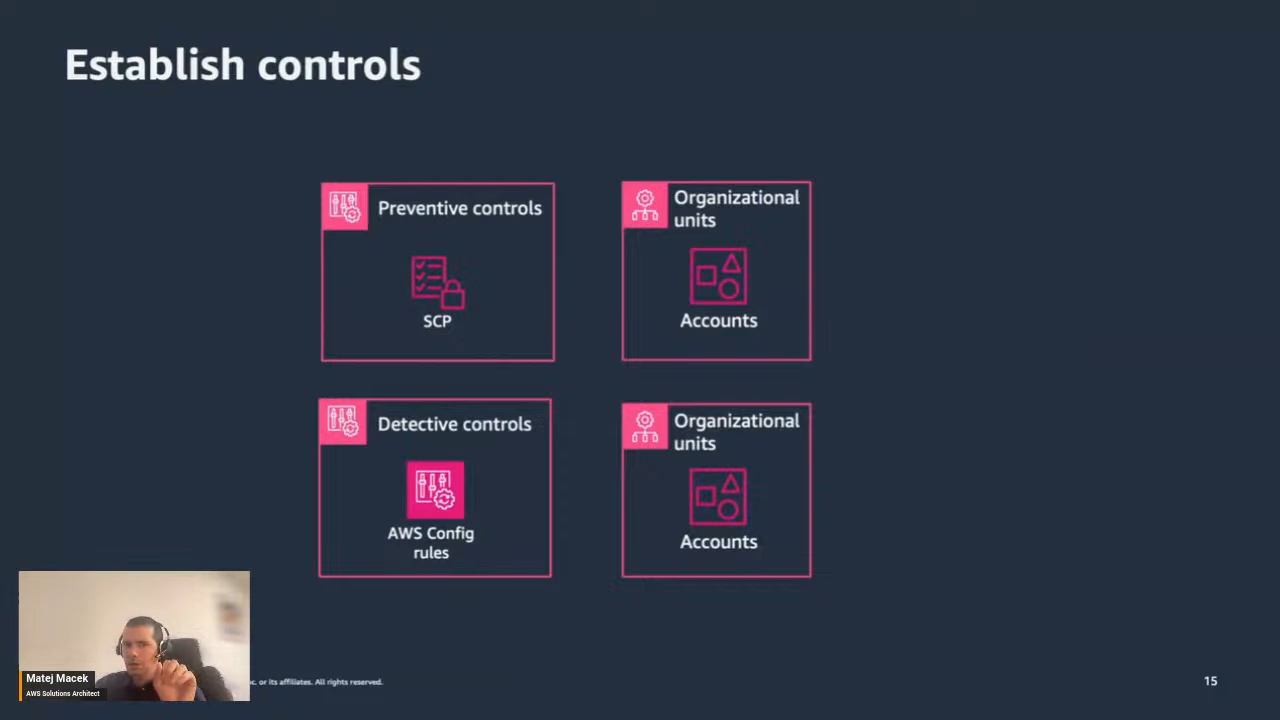 Establish controls
Preventive controls
SCP
Organizational
units
Accounts
Detective controls
AWS Config
rules
Organizational
units
Accounts
Matej Macek
AWS Solutions Architect
or its affiliates. All rights reserved.
15